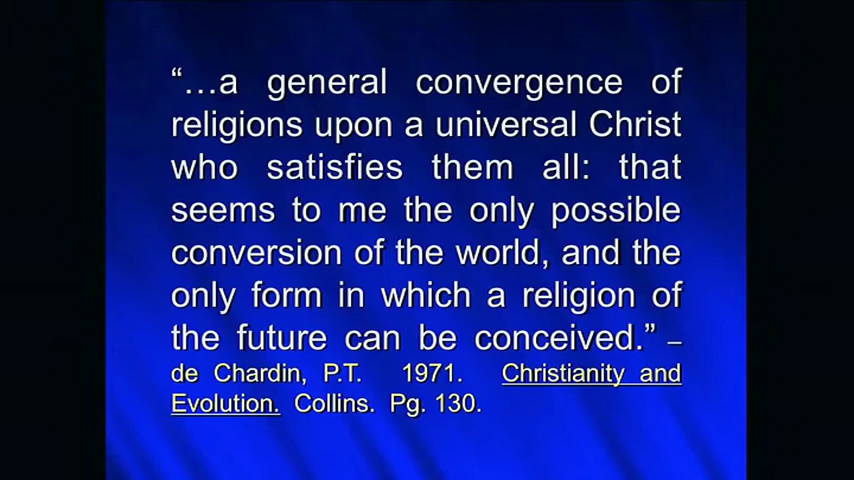 “…a general convergence of
religions upon a universal Christ
who satisfies them all: that
seems to me the only possible
conversion of the world, and the
only form in which a religion of
the future can be conceived.” –
de Chardin, P.T. 1971. Christianity and
Evolution. Collins. Pg. 130.